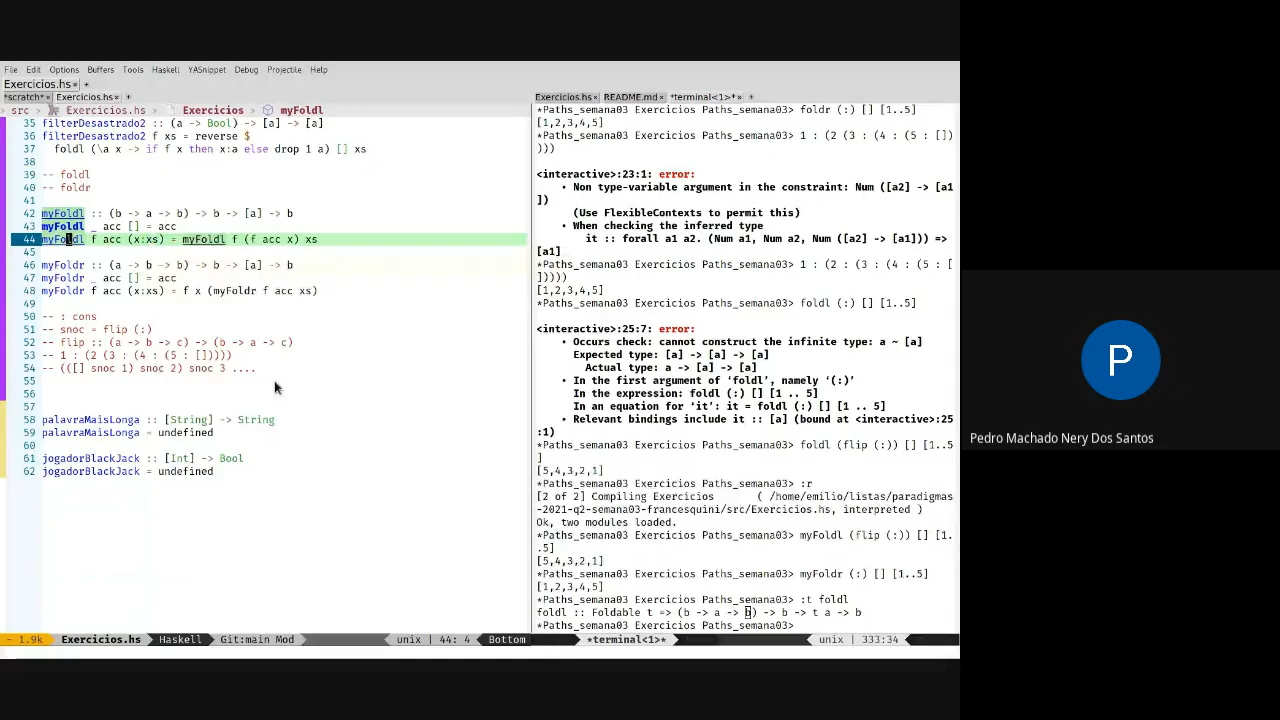 File Edit Options Buffers Tools Haskell YASnippet Debug Projectile Help
Exercicios.hs× +
*scratch*× Exercicios.hs× +
src Exercicios.hs Exercicios myFoldl
35 filterDesastrado2 :: (a -> Bool) -> [a] -> [a]
36 filterDesastrado2 f xs = reverse $
37 foldl (\a x -> if f x then x:a else drop 1 a) [] xs
38
39 -- foldl
40 -- foldr
41
42 myFoldl :: (b -> a -> b) -> b -> [a] -> b
43 myFoldl _ acc [] = acc
44 myFoldl f acc (x:xs) = myFoldl f (f acc x) xs
45
46 myFoldr :: (a -> b -> b) -> b -> [a] -> b
47 myFoldr _ acc [] = acc
48 myFoldr f acc (x:xs) = f x (myFoldr f acc xs)
49
50 -- : cons
51 -- snoc = flip (:)
52 -- flip :: (a -> b -> c) -> (b -> a -> c)
53 -- 1 : (2 (3 : (4 : (5 : []))))
54 -- (([] snoc 1) snoc 2) snoc 3 ....
55
56
57
58 palavraMaisLonga :: [String] -> String
59 palavraMaisLonga = undefined
60
61 jogadorBlackJack :: [Int] -> Bool
62 jogadorBlackJack = undefined
- 1.9k Exercicios.hs Haskell Git:main Mod unix | 44: 4 Bottom
Exercicios.hs× README.md× *terminal<1>*× +
*Paths_semana03 Exercicios Paths_semana03> foldr (:) [] [1..5]
[1,2,3,4,5]
*Paths_semana03 Exercicios Paths_semana03> 1 : (2 (3 : (4 : (5 : [])
)))
<interactive>:23:1: error:
• Non type-variable argument in the constraint: Num ([a2] -> [a1
])
(Use FlexibleContexts to permit this)
• When checking the inferred type
it :: forall a1 a2. (Num a1, Num a2, Num ([a2] -> [a1])) =>
[a1]
*Paths_semana03 Exercicios Paths_semana03> 1 : (2 : (3 : (4 : (5 : [
]))))
[1,2,3,4,5]
*Paths_semana03 Exercicios Paths_semana03> foldl (:) [] [1..5]
<interactive>:25:7: error:
• Occurs check: cannot construct the infinite type: a ~ [a]
Expected type: [a] -> [a] -> [a]
Actual type: a -> [a] -> [a]
• In the first argument of ‘foldl’, namely ‘(:)’
In the expression: foldl (:) [] [1 .. 5]
In an equation for ‘it’: it = foldl (:) [] [1 .. 5]
• Relevant bindings include it :: [a] (bound at <interactive>:25
:1)
*Paths_semana03 Exercicios Paths_semana03> foldl (flip (:)) [] [1..5
]
[5,4,3,2,1]
*Paths_semana03 Exercicios Paths_semana03> :r
[2 of 2] Compiling Exercicios ( /home/emilio/listas/paradigmas
-2021-q2-semana03-francesquini/src/Exercicios.hs, interpreted )
Ok, two modules loaded.
*Paths_semana03 Exercicios Paths_semana03> myFoldl (flip (:)) [] [1.
.5]
[5,4,3,2,1]
*Paths_semana03 Exercicios Paths_semana03> myFoldr (:) [] [1..5]
[1,2,3,4,5]
*Paths_semana03 Exercicios Paths_semana03> :t foldl
foldl :: Foldable t => (b -> a -> b) -> b -> t a -> b
*Paths_semana03 Exercicios Paths_semana03>
*terminal<1>* unix | 333:34
P
Pedro Machado Nery Dos Santos